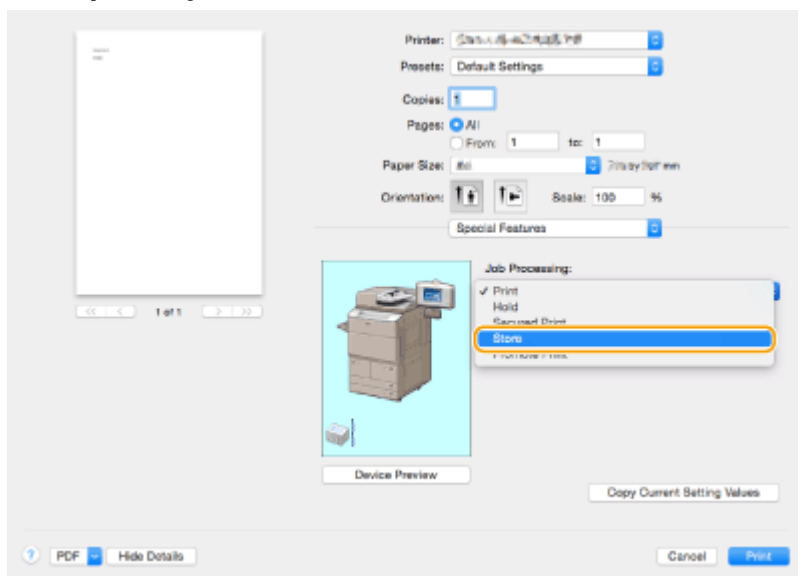 Printer:
Presets: Default Settings
Copies: 1
Pages: All
From: 1 to: 1
Paper Size: mm
Orientation: Scale: 100 %
Special Features
Job Processing:
Print
Hold
Secured Print
Store
1 of 1
Device Preview
Copy Current Setting Values
? PDF Hide Details Cancel Print